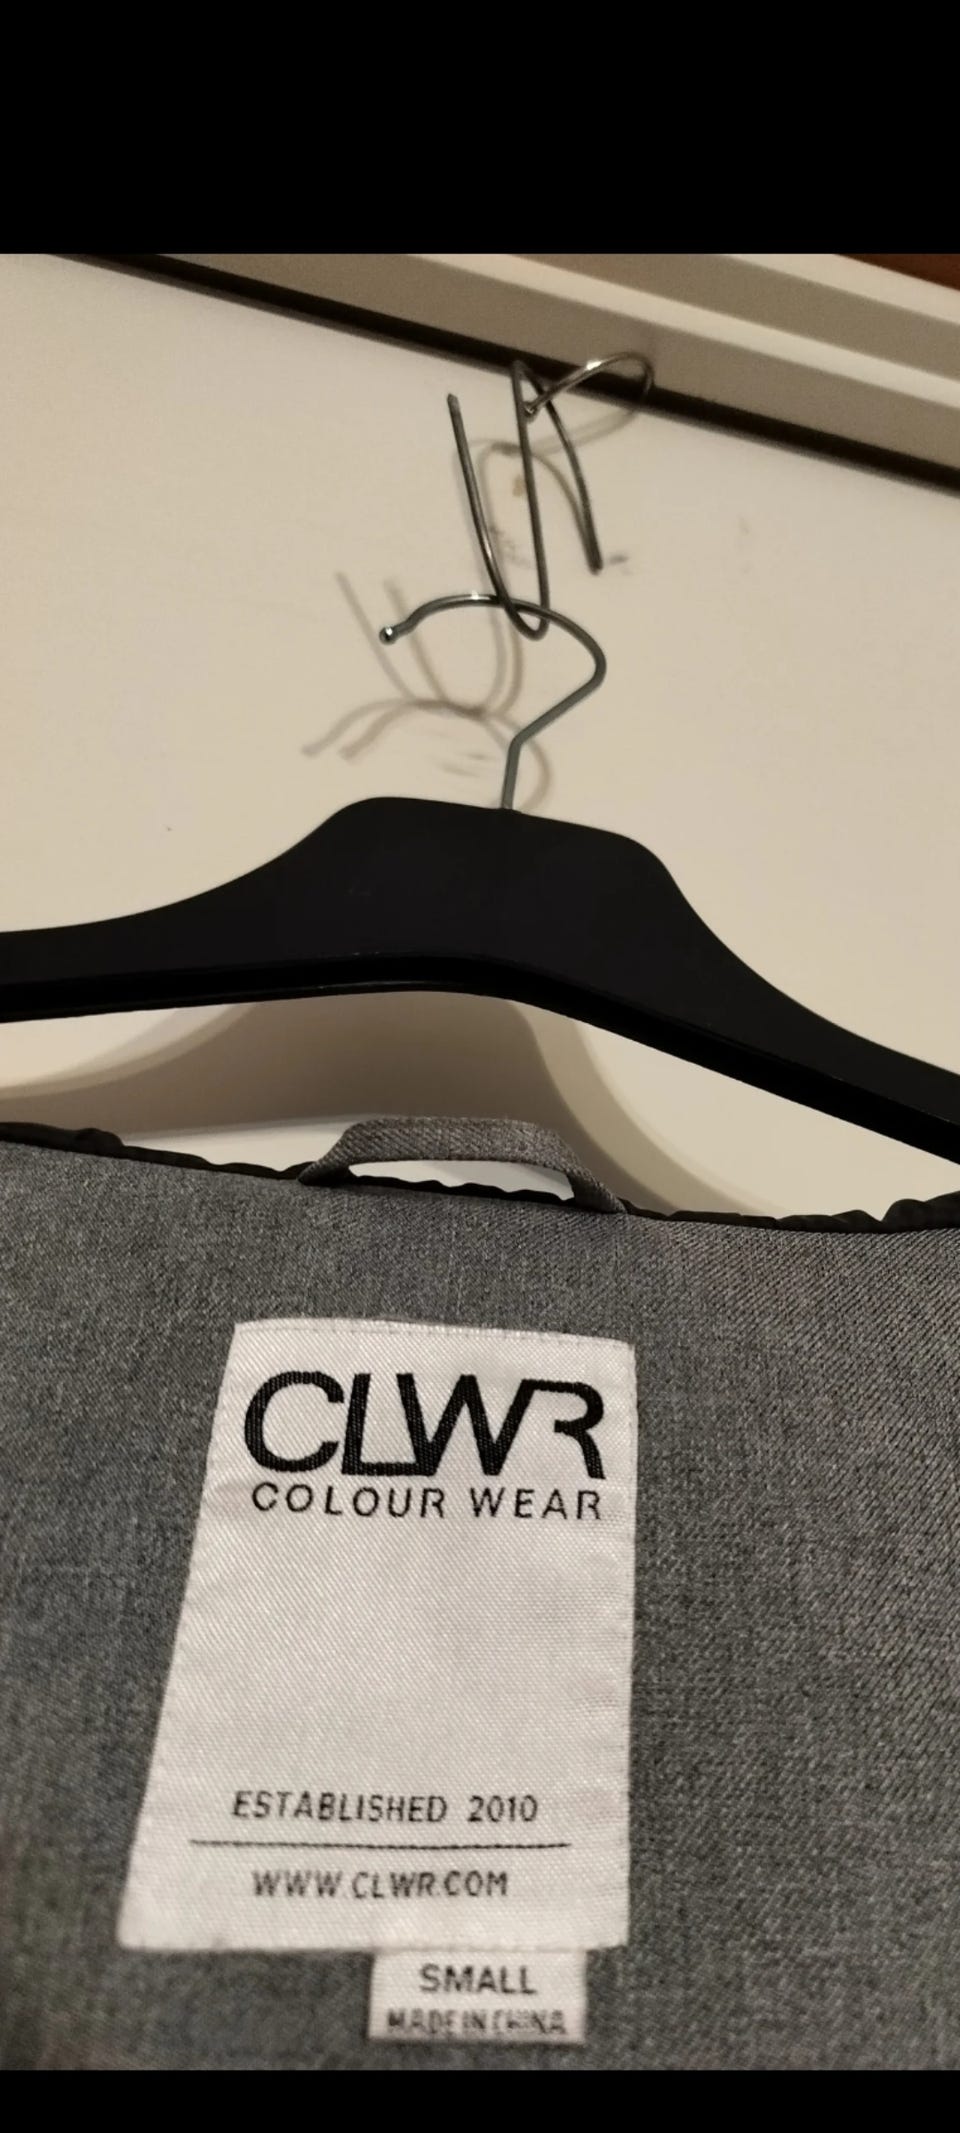 CLWR
COLOUR WEAR
ESTABLISHED 2010
WWW.CLWR.COM
SMALL
MADE IN CHINA